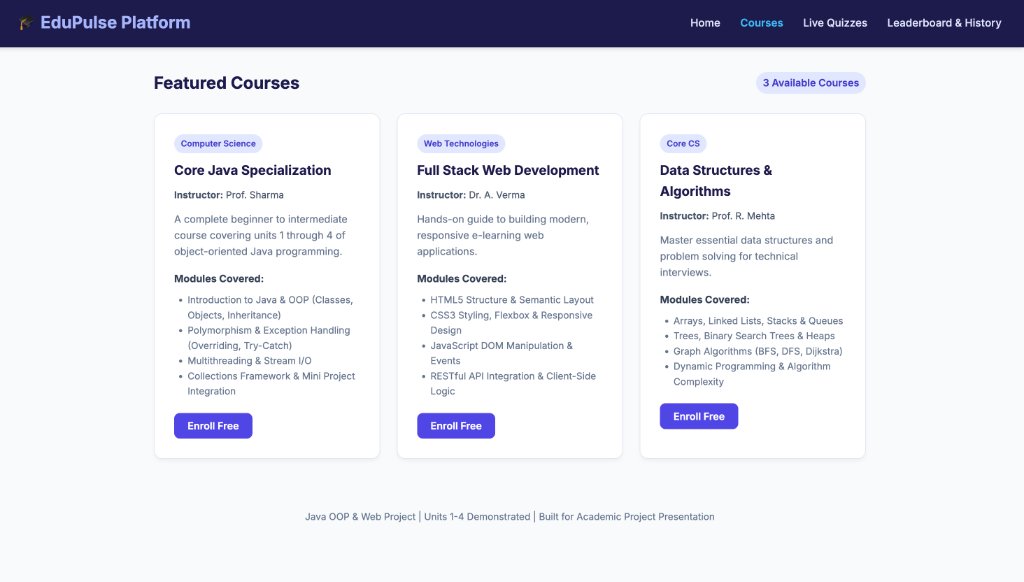 EduPulse Platform
Home
Courses
Live Quizzes
Leaderboard & History
Featured Courses
3 Available Courses
Computer Science
Core Java Specialization
Instructor: Prof. Sharma
A complete beginner to intermediate
course covering units 1 through 4 of
object-oriented Java programming.
Modules Covered:
• Introduction to Java & OOP (Classes,
Objects, Inheritance)
• Polymorphism & Exception Handling
(Overriding, Try-Catch)
• Multithreading & Stream I/O
• Collections Framework & Mini Project
Integration
Enroll Free
Web Technologies
Full Stack Web Development
Instructor: Dr. A. Verma
Hands-on guide to building modern,
responsive e-learning web
applications.
Modules Covered:
• HTML5 Structure & Semantic Layout
• CSS3 Styling, Flexbox & Responsive
Design
• JavaScript DOM Manipulation &
Events
• RESTful API Integration & Client-Side
Logic
Enroll Free
Core CS
Data Structures &
Algorithms
Instructor: Prof. R. Mehta
Master essential data structures and
problem solving for technical
interviews.
Modules Covered:
• Arrays, Linked Lists, Stacks & Queues
• Trees, Binary Search Trees & Heaps
• Graph Algorithms (BFS, DFS, Dijkstra)
• Dynamic Programming & Algorithm
Complexity
Enroll Free
Java OOP & Web Project | Units 1-4 Demonstrated | Built for Academic Project Presentation